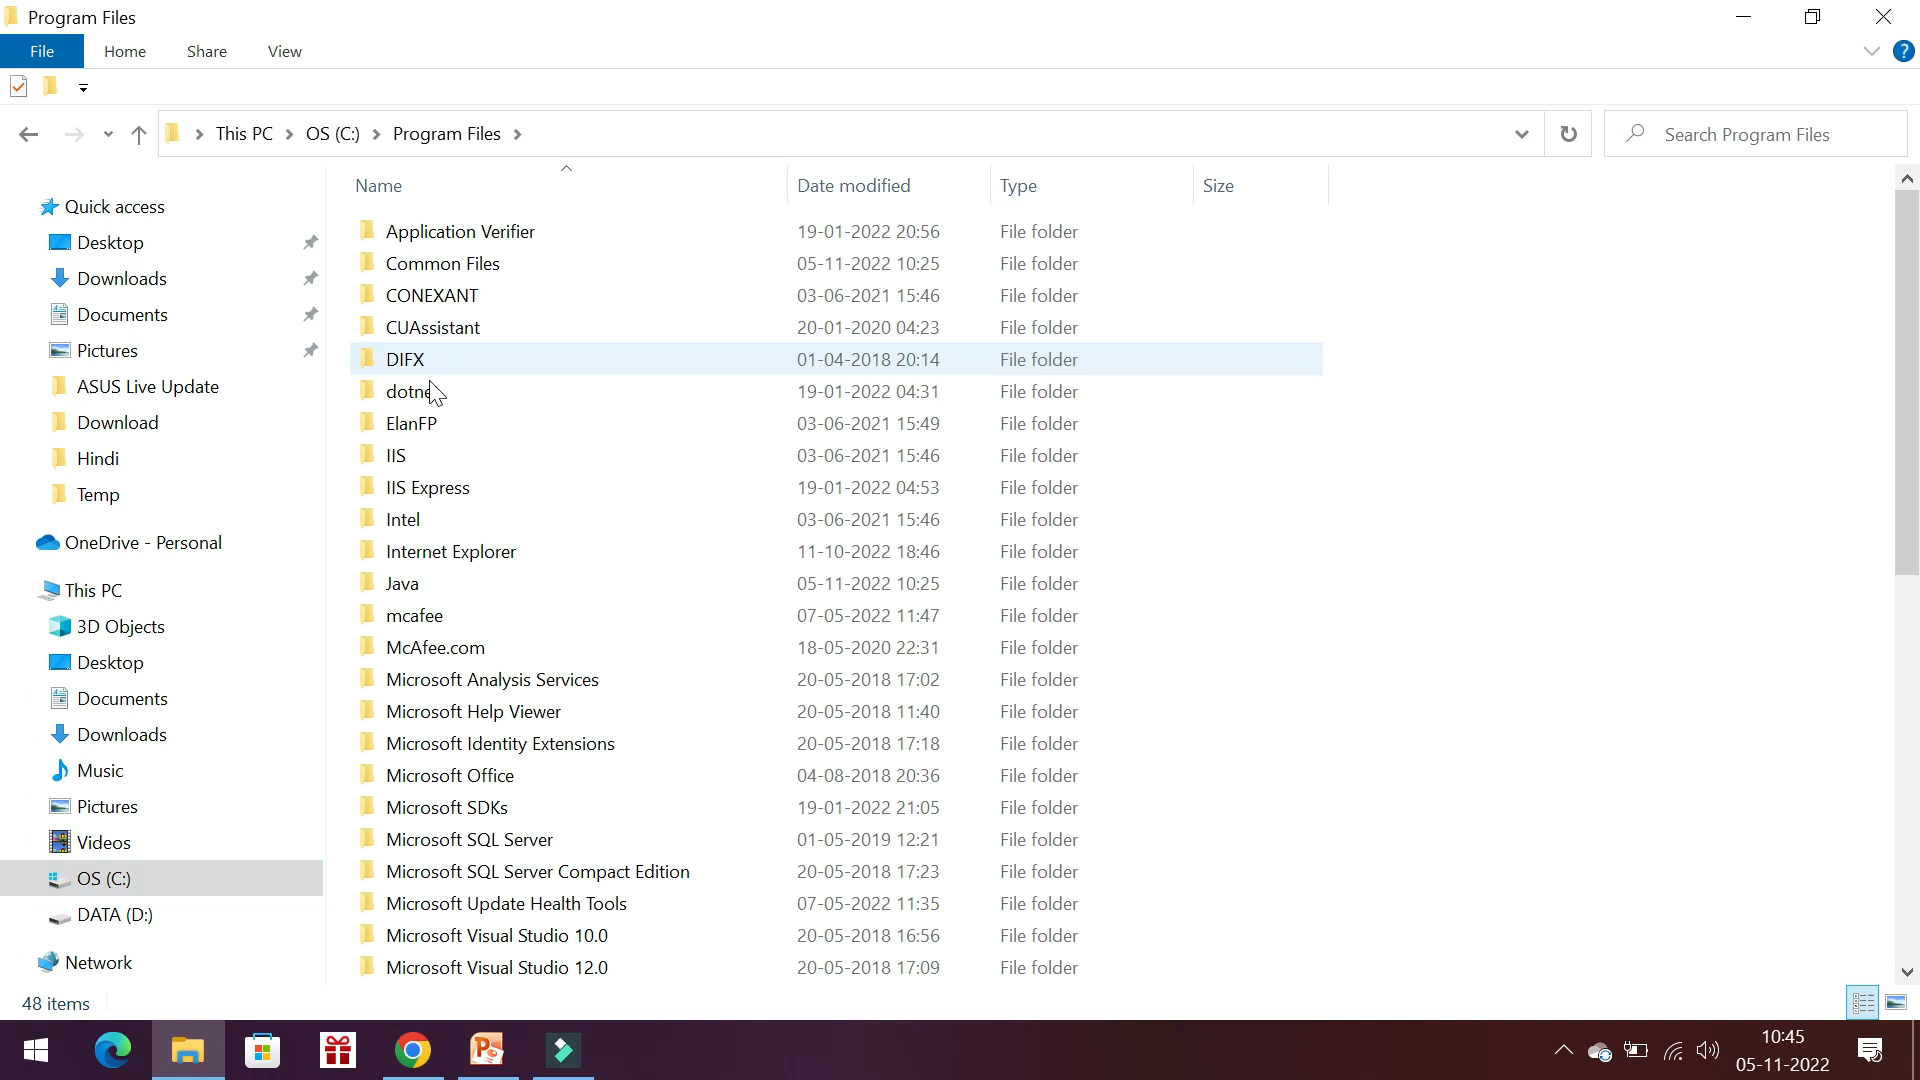 Program Files
File Home Share View
This PC OS (C:) Program Files Search Program Files
Name Date modified Type Size
Quick access
Desktop
Downloads
Documents
Pictures
ASUS Live Update
Download
Hindi
Temp
OneDrive - Personal
This PC
3D Objects
Desktop
Documents
Downloads
Music
Pictures
Videos
OS (C:)
DATA (D:)
Network
Application Verifier 19-01-2022 20:56 File folder
Common Files 05-11-2022 10:25 File folder
CONEXANT 03-06-2021 15:46 File folder
CUAssistant 20-01-2020 04:23 File folder
DIFX 01-04-2018 20:14 File folder
19-01-2022 04:31 File folder
ElanFP 03-06-2021 15:49 File folder
IIS 03-06-2021 15:46 File folder
IIS Express 19-01-2022 04:53 File folder
Intel 03-06-2021 15:46 File folder
Internet Explorer 11-10-2022 18:46 File folder
Java 05-11-2022 10:25 File folder
mcafee 07-05-2022 11:47 File folder
McAfee.com 18-05-2020 22:31 File folder
Microsoft Analysis Services 20-05-2018 17:02 File folder
Microsoft Help Viewer 20-05-2018 11:40 File folder
Microsoft Identity Extensions 20-05-2018 17:18 File folder
Microsoft Office 04-08-2018 20:36 File folder
Microsoft SDKs 19-01-2022 21:05 File folder
Microsoft SQL Server 01-05-2019 12:21 File folder
Microsoft SQL Server Compact Edition 20-05-2018 17:23 File folder
Microsoft Update Health Tools 07-05-2022 11:35 File folder
Microsoft Visual Studio 10.0 20-05-2018 16:56 File folder
Microsoft Visual Studio 12.0 20-05-2018 17:09 File folder
48 items
10:45
05-11-2022